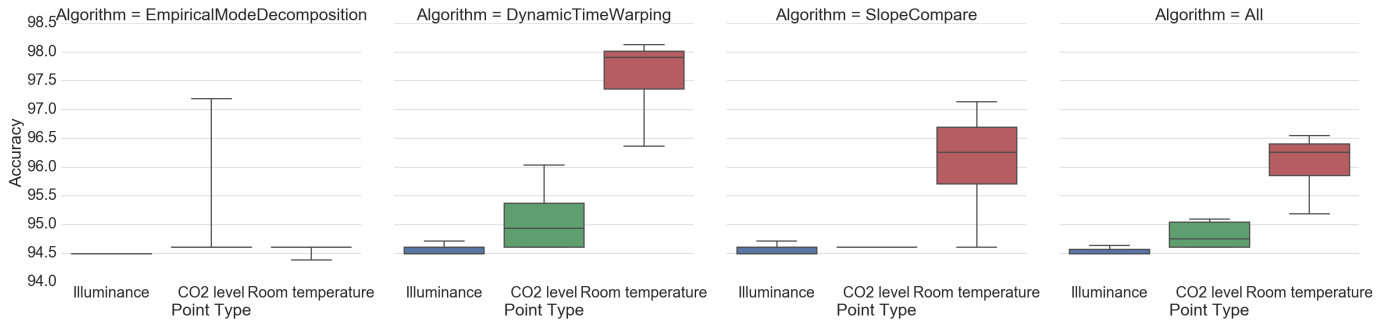 Algorithm = EmpiricalModeDecomposition Algorithm = DynamicTimeWarping Algorithm = SlopeCompare Algorithm = All
98.5
98.0
97.5
97.0
96.5
96.0
95.5
95.0
94.5
94.0
Accuracy
Illuminance CO2 level Room temperature Illuminance CO2 level Room temperature Illuminance CO2 level Room temperature Illuminance CO2 level Room temperature
Point Type Point Type Point Type Point Type